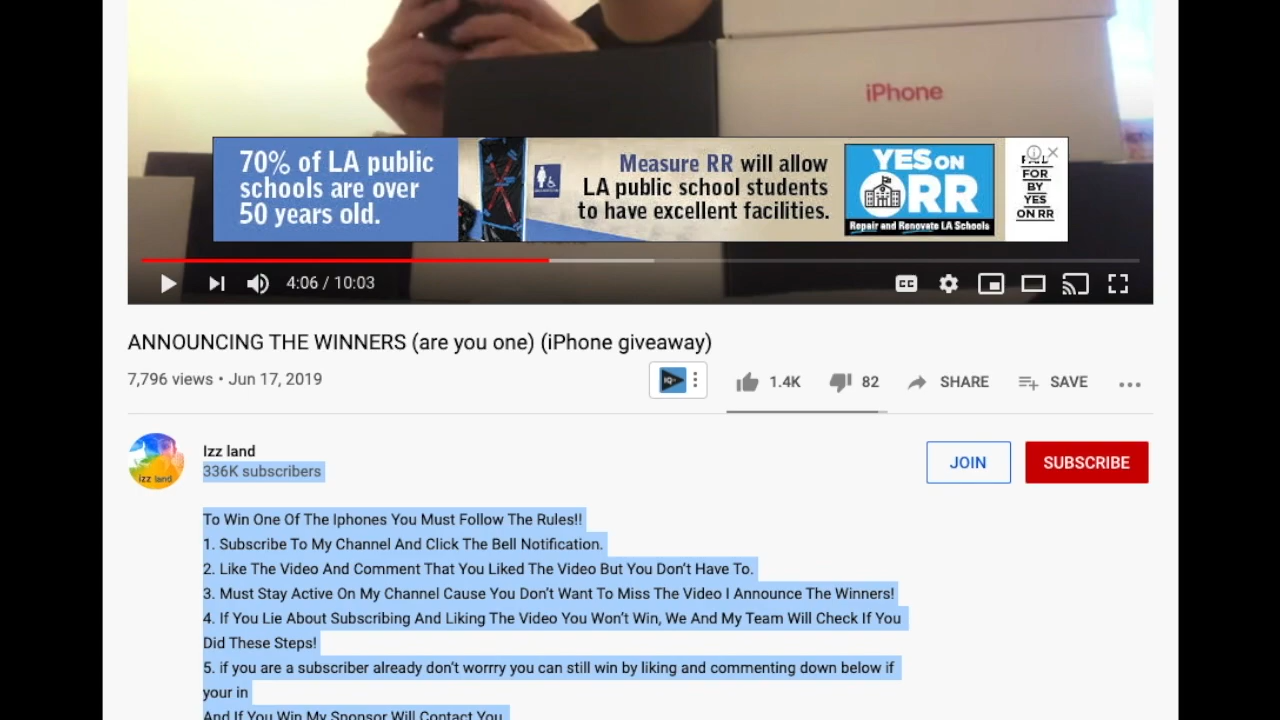 iPhone
70% of LA public
schools are over
50 years old.
Measure RR will allow
LA public school students
to have excellent facilities.
YES ON
RR
Repair and Renovate LA Schools
FOR
BY
YES
ON RR
4:06 / 10:03
CC
ANNOUNCING THE WINNERS (are you one) (iPhone giveaway)
7,796 views • Jun 17, 2019
IQ
1.4K
82
SHARE
SAVE
izz land
Izz land
336K subscribers
JOIN
SUBSCRIBE
To Win One Of The Iphones You Must Follow The Rules!!
1. Subscribe To My Channel And Click The Bell Notification.
2. Like The Video And Comment That You Liked The Video But You Don't Have To.
3. Must Stay Active On My Channel Cause You Don't Want To Miss The Video I Announce The Winners!
4. If You Lie About Subscribing And Liking The Video You Won't Win, We And My Team Will Check If You
Did These Steps!
5. if you are a subscriber already don't worrry you can still win by liking and commenting down below if
your in
And If You Win My Sponsor Will Contact You